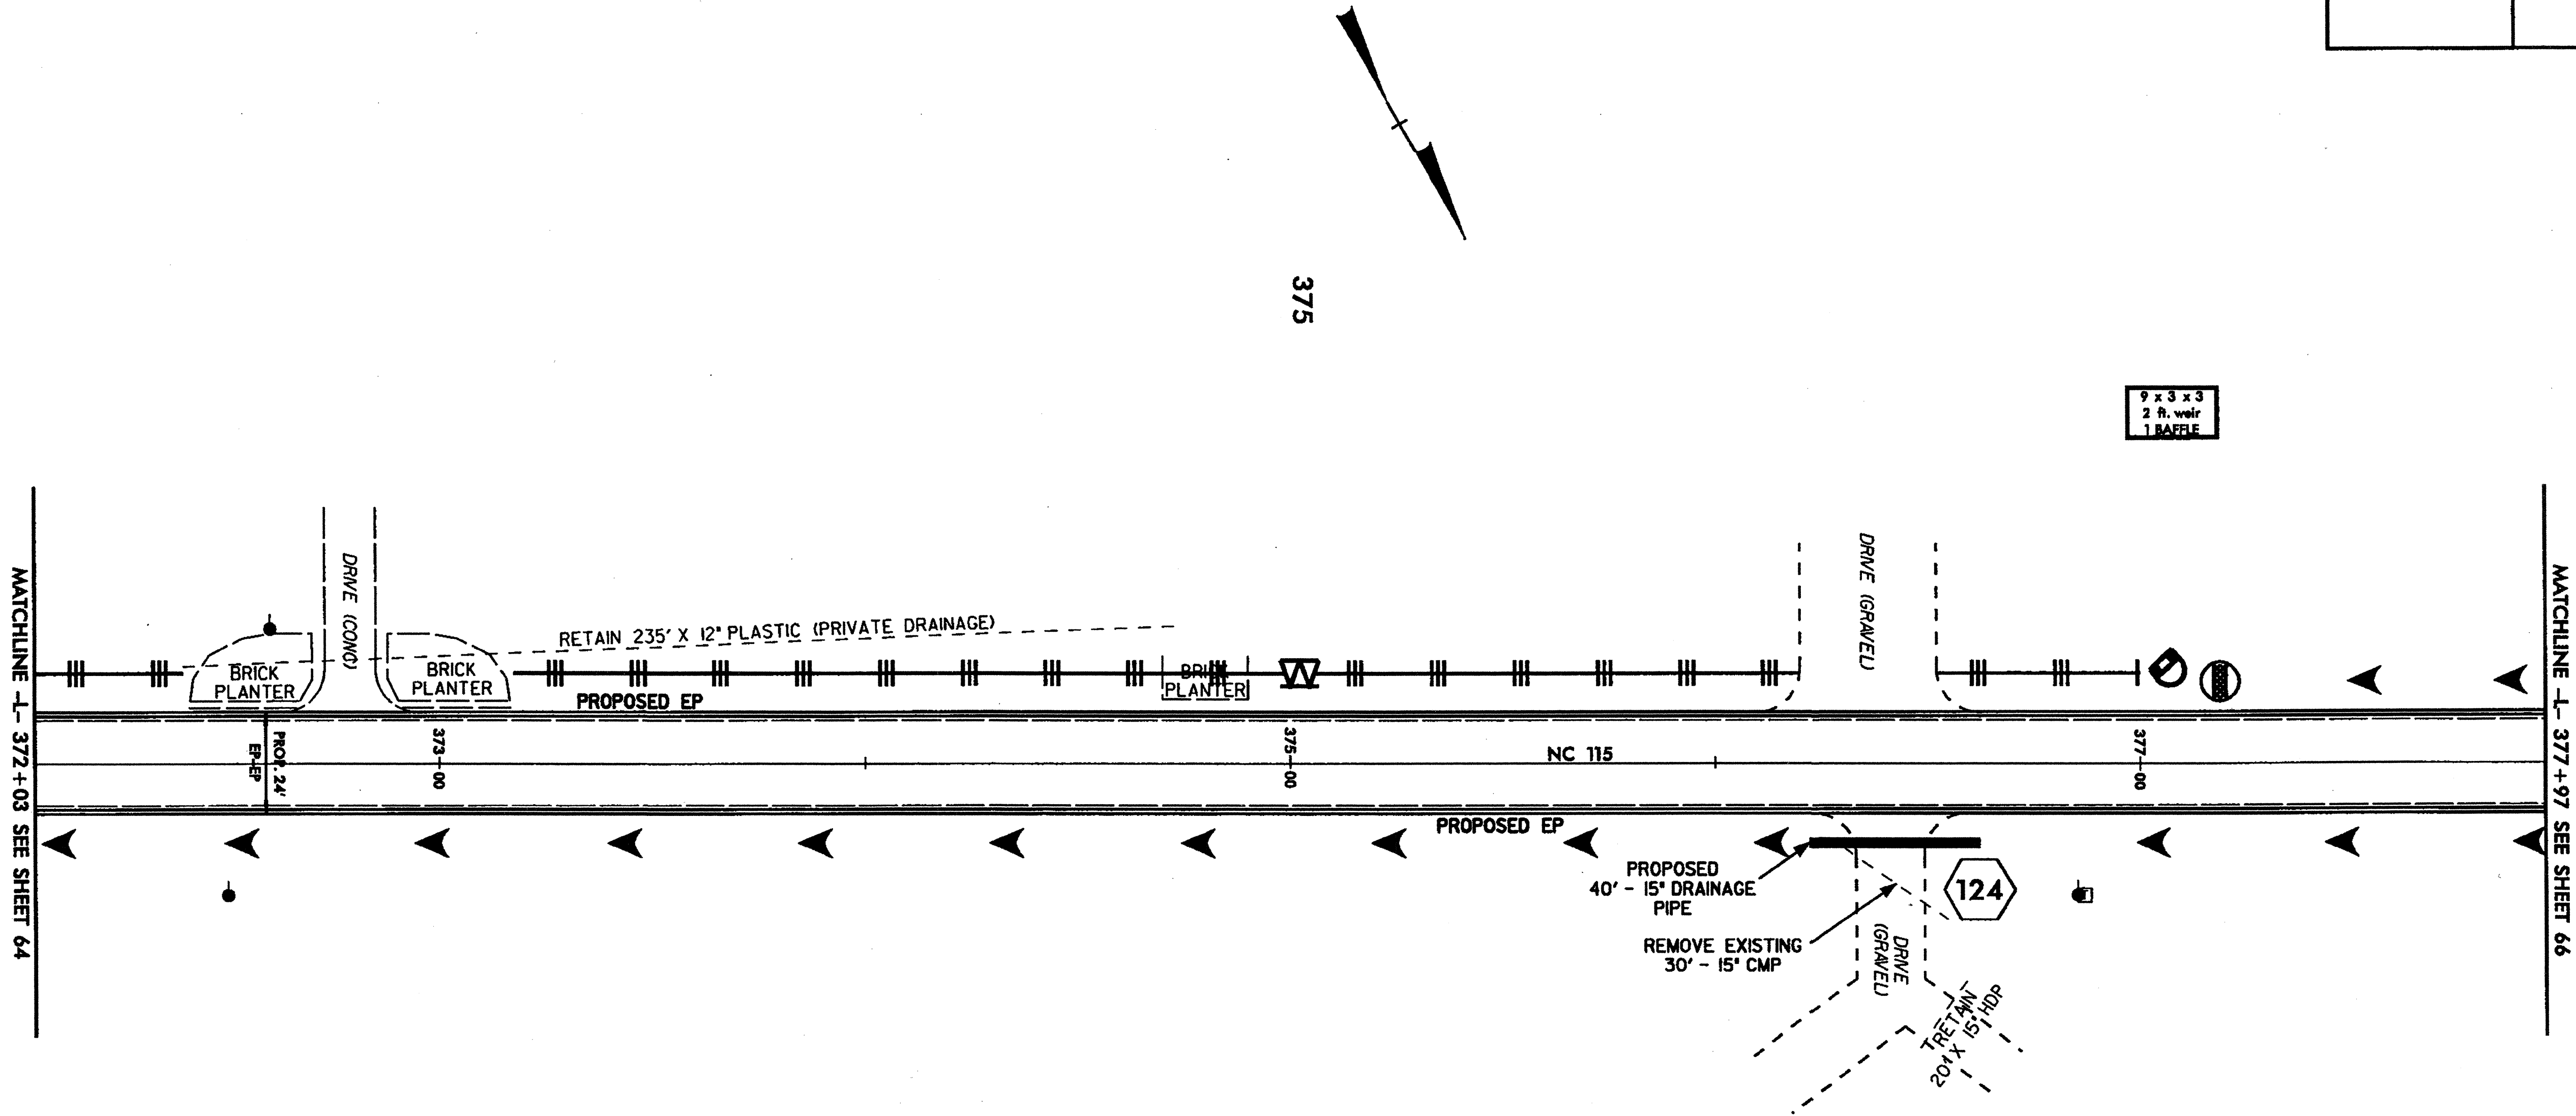 375
9 x 3 x 3
2 ft. weir
1 BAFFLE
MATCHLINE -L- 372+03 SEE SHEET 64
DRIVE (CONC)
RETAIN 235' X 12" PLASTIC (PRIVATE DRAINAGE)
BRICK
PLANTER
BRICK
PLANTER
PROPOSED EP
BRICK
PLANTER
DRIVE (GRAVEL)
PROP. 24'
EP-EP
373+00
375+00
NC 115
377+00
PROPOSED EP
PROPOSED
40' - 15" DRAINAGE
PIPE
124
REMOVE EXISTING
30' - 15" CMP
DRIVE
(GRAVEL)
RETAIN
20' X 15" HDP
MATCHLINE -L- 377+97 SEE SHEET 66